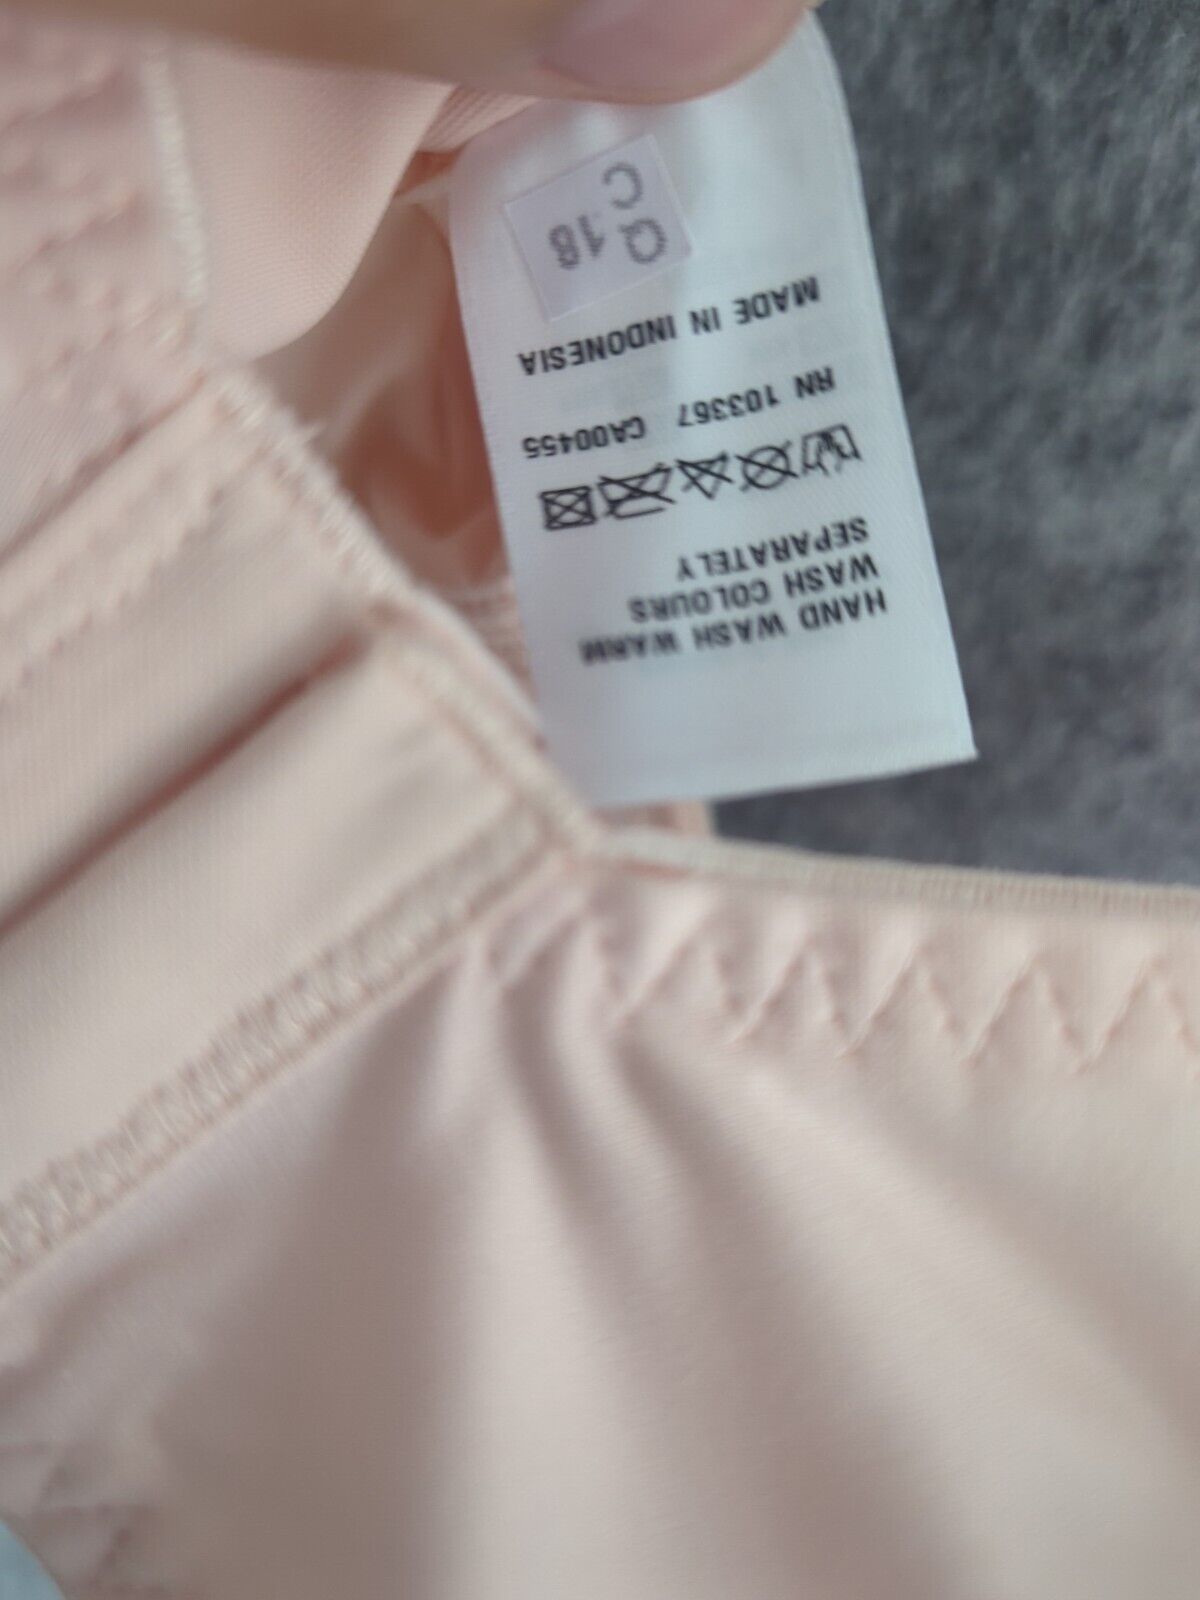 HAND WASH WARM
WASH COLOURS
SEPARATELY
RN 103367 CA00455
MADE IN INDONESIA
Q 18
C